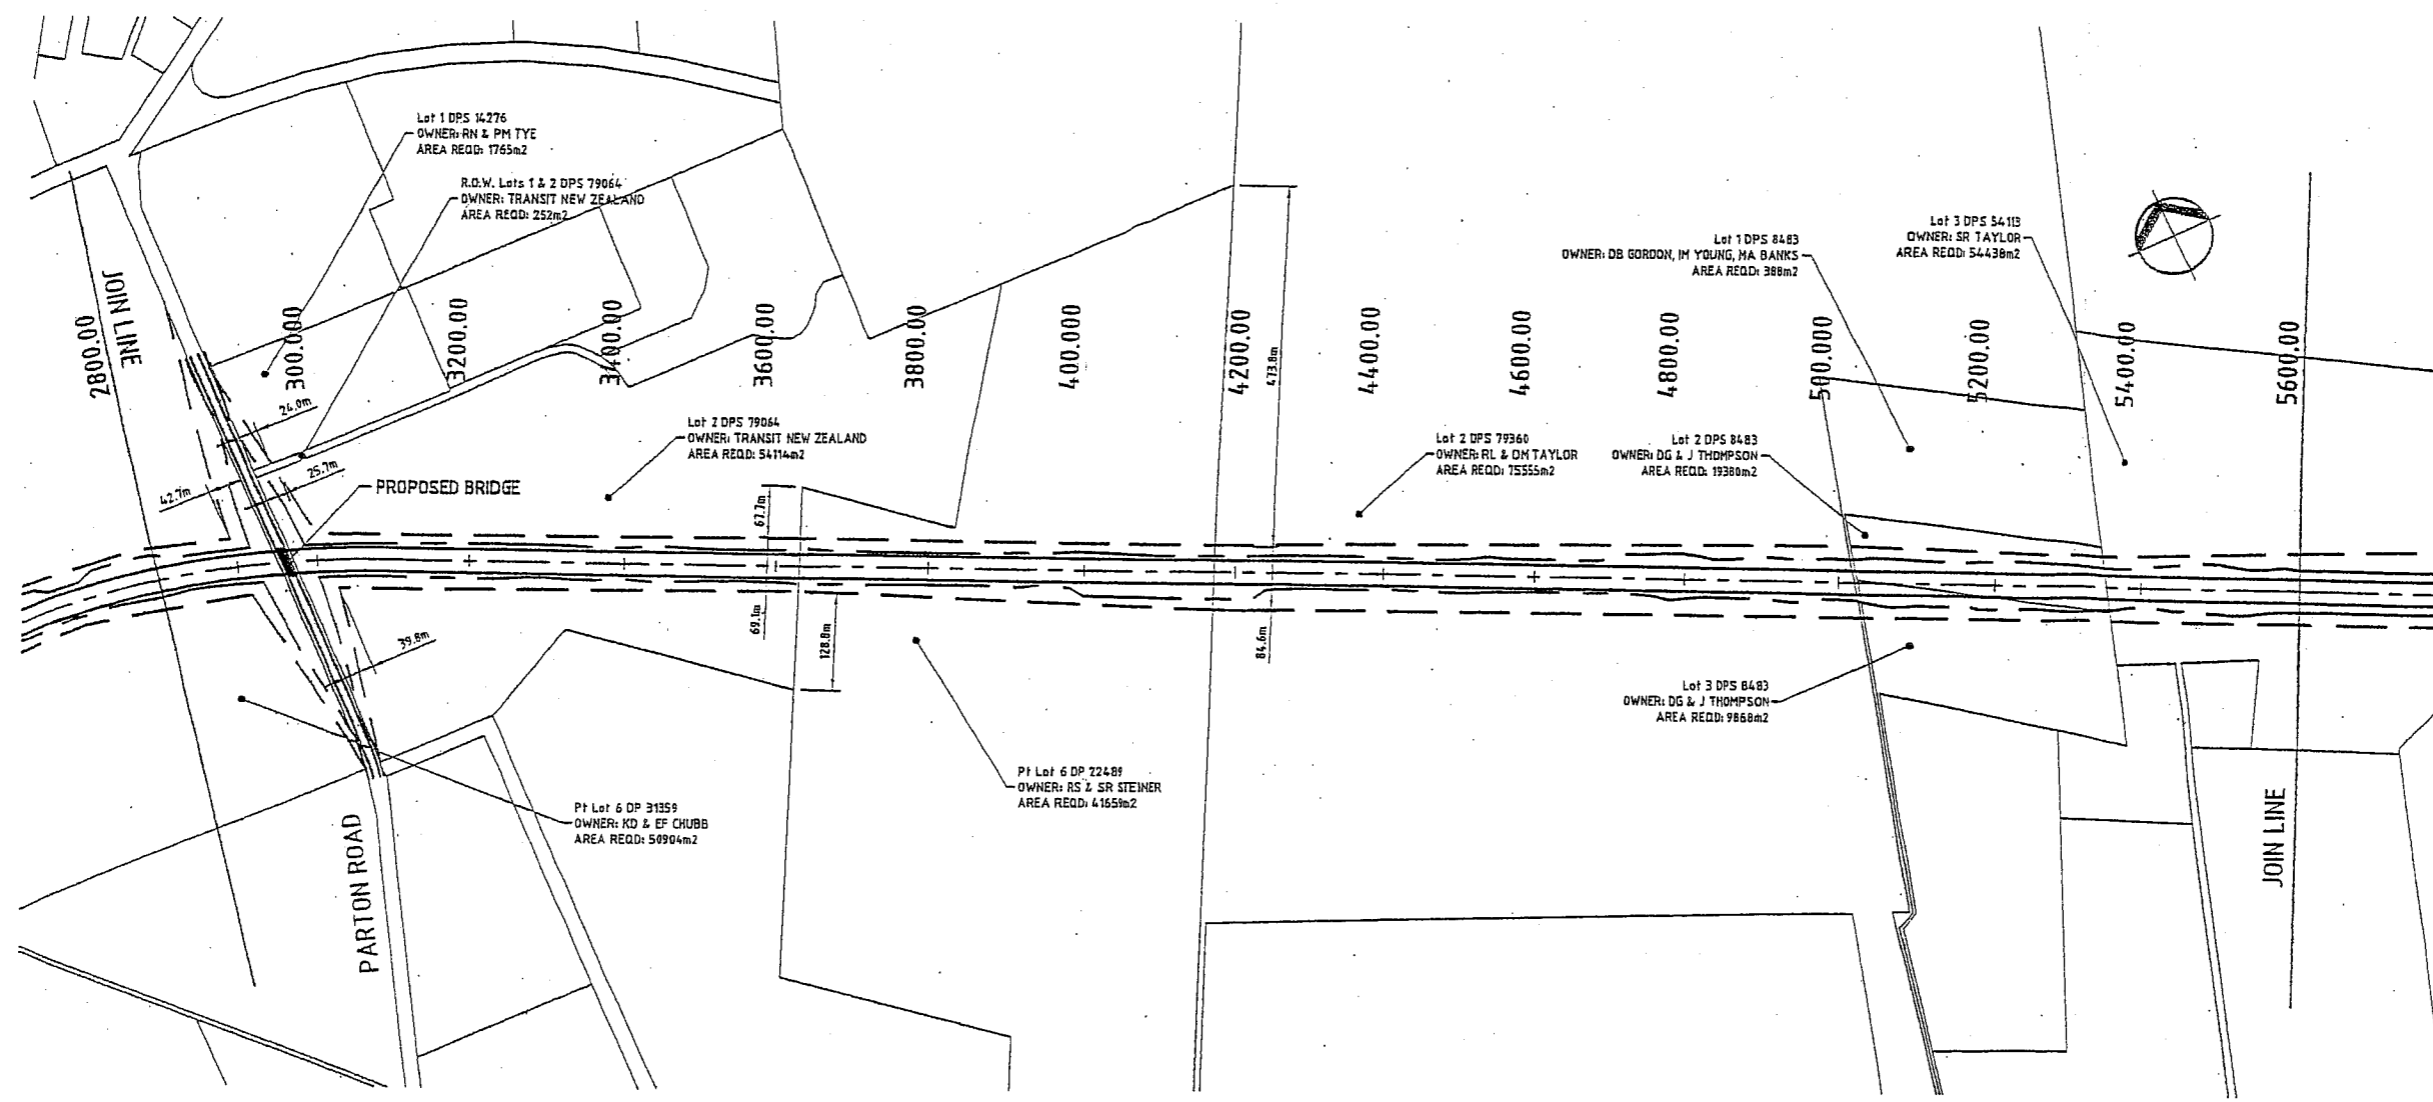 Lot 1 DPS 14276
OWNER: RN & PM TYE
AREA REQD: 1765m2
R.O.W. Lots 1 & 2 DPS 79064
OWNER: TRANSIT NEW ZEALAND
AREA REQD: 252m2
Lot 1 DPS 8483
OWNER: DB GORDON, IM YOUNG, MA BANKS
AREA REQD: 388m2
Lot 3 DPS 54113
OWNER: SR TAYLOR
AREA REQD: 54438m2
JOIN LINE
2800.00
300.000
3200.00
3400.00
3600.00
3800.00
400.000
4200.00
473.8m
4400.00
4600.00
4800.00
500.000
5200.00
5400.00
5600.00
24.0m
25.7m
42.7m
PROPOSED BRIDGE
Lot 2 DPS 79064
OWNER: TRANSIT NEW ZEALAND
AREA REQD: 54114m2
Lot 2 DPS 79360
OWNER: RL & DM TAYLOR
AREA REQD: 75555m2
Lot 2 DPS 8483
OWNER: DG & J THOMPSON
AREA REQD: 19380m2
67.7m
69.1m
128.8m
84.6m
39.8m
Lot 3 DPS 8483
OWNER: DG & J THOMPSON
AREA REQD: 9868m2
Pt Lot 6 DP 22489
OWNER: RS & SR STEINER
AREA REQD: 41659m2
Pt Lot 6 DP 31359
OWNER: KD & EF CHUBB
AREA REQD: 50904m2
PARTON ROAD
JOIN LINE